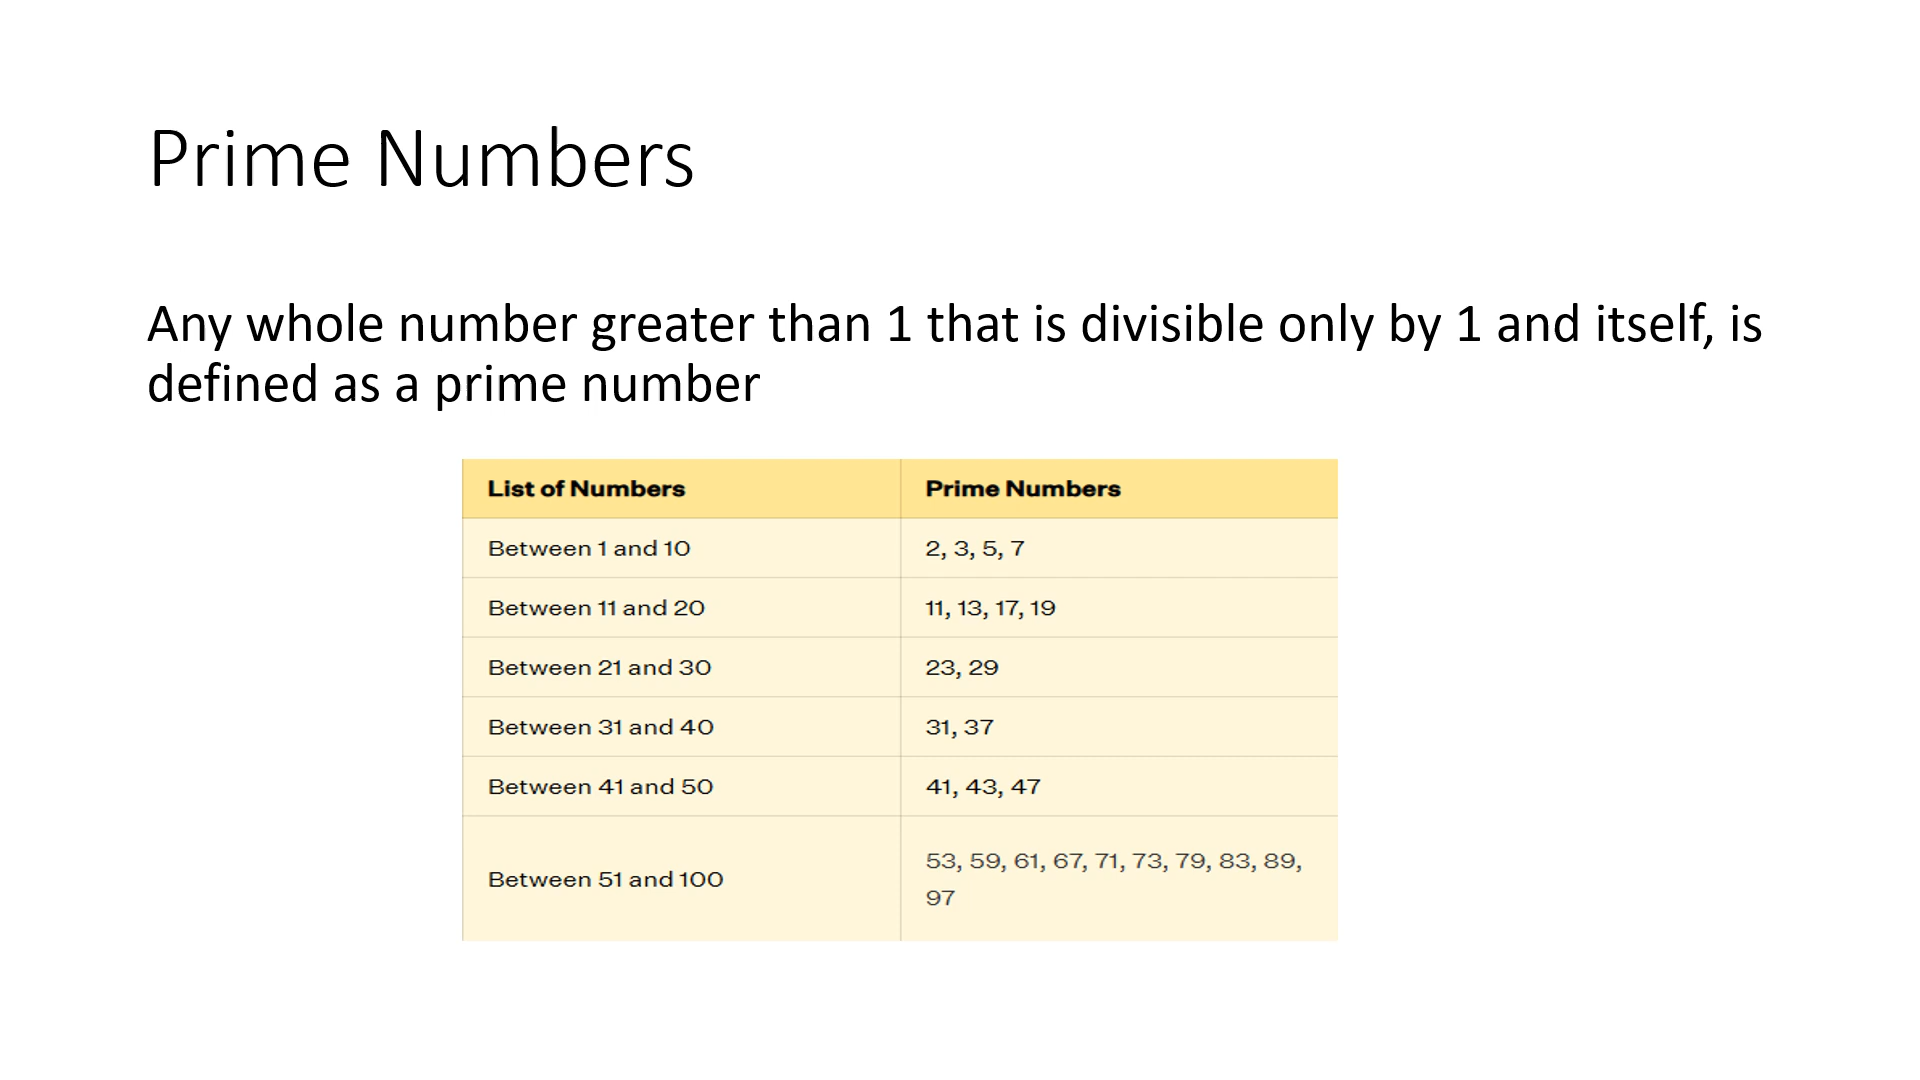 Prime Numbers
Any whole number greater than 1 that is divisible only by 1 and itself, is
defined as a prime number
List of Numbers Prime Numbers
Between 1 and 10 2, 3, 5, 7
Between 11 and 20 11, 13, 17, 19
Between 21 and 30 23, 29
Between 31 and 40 31, 37
Between 41 and 50 41, 43, 47
Between 51 and 100 53, 59, 61, 67, 71, 73, 79, 83, 89,
97